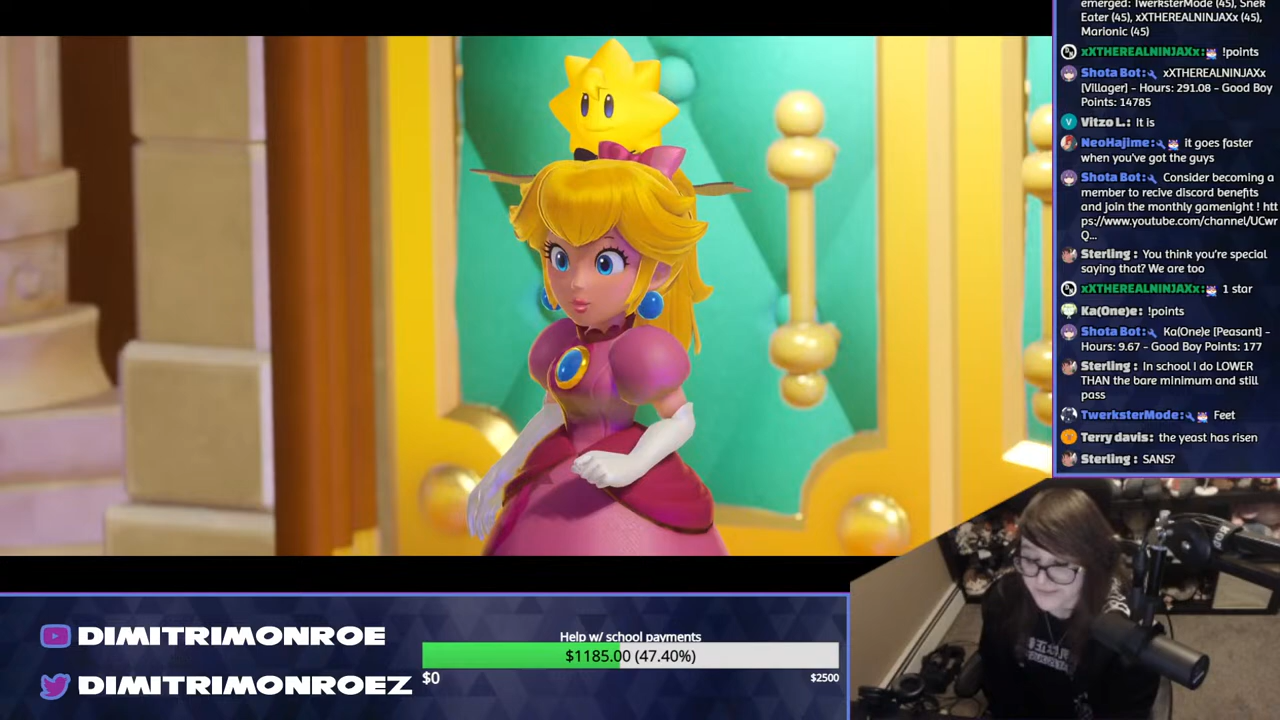 emerged: TwerksterMode (45), Snek
Eater (45), xXTHEREALNINJAXx (45),
Marionic (45)
xXTHEREALNINJAXx: !points
Shota Bot: xXTHEREALNINJAXx
[Villager] - Hours: 291.08 - Good Boy
Points: 14785
V Vitzo L.: It is
NeoHajime: it goes faster
when you've got the guys
Shota Bot: Consider becoming a
member to recive discord benefits
and join the monthly gamenight ! htt
ps://www.youtube.com/channel/UCwr
Q...
Sterling : You think you're special
saying that? We are too
xXTHEREALNINJAXx: 1 star
Ka(One)e: !points
Shota Bot: Ka(One)e [Peasant] -
Hours: 9.67 - Good Boy Points: 177
Sterling : In school I do LOWER
THAN the bare minimum and still
pass
TwerksterMode: Feet
Terry davis: the yeast has risen
Sterling : SANS?
DIMITRIMONROE
DIMITRIMONROEZ
Help w/ school payments
$1185.00 (47.40%)
$0
$2500